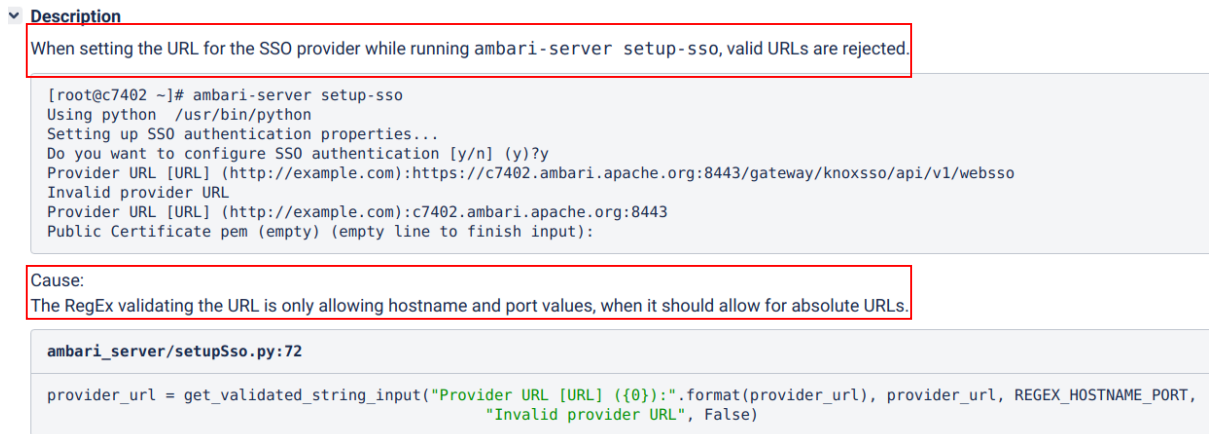 Description
When setting the URL for the SSO provider while running ambari-server setup-sso, valid URLs are rejected.
[root@c7402 ~]# ambari-server setup-sso
Using python  /usr/bin/python
Setting up SSO authentication properties...
Do you want to configure SSO authentication [y/n] (y)?y
Provider URL [URL] (http://example.com):https://c7402.ambari.apache.org:8443/gateway/knoxsso/api/v1/websso
Invalid provider URL
Provider URL [URL] (http://example.com):c7402.ambari.apache.org:8443
Public Certificate pem (empty) (empty line to finish input):
Cause:
The RegEx validating the URL is only allowing hostname and port values, when it should allow for absolute URLs.
ambari_server/setupSso.py:72
provider_url = get_validated_string_input("Provider URL [URL] ({0}):".format(provider_url), provider_url, REGEX_HOSTNAME_PORT,
"Invalid provider URL", False)